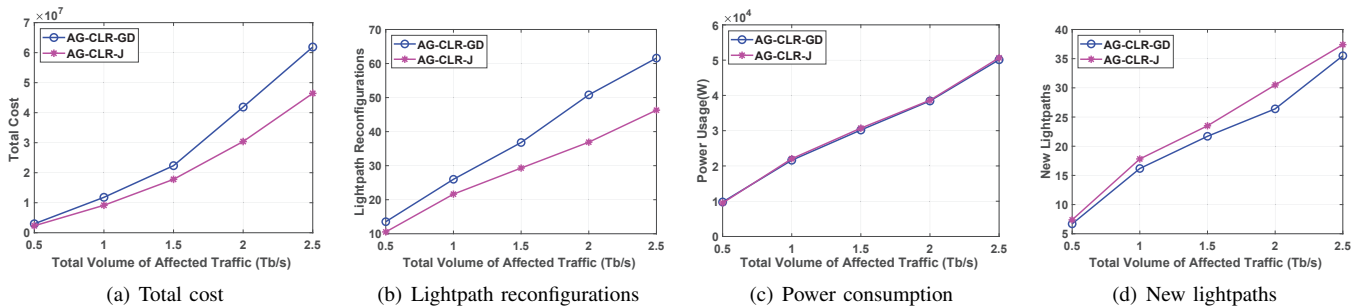 ×10⁷
7
6
5
4
3
2
1
0
Total Cost
AG-CLR-GD
AG-CLR-J
0.5 1 1.5 2 2.5
Total Volume of Affected Traffic (Tb/s)
(a) Total cost
70
60
50
40
30
20
10
Lightpath Reconfigurations
AG-CLR-GD
AG-CLR-J
0.5 1 1.5 2 2.5
Total Volume of Affected Traffic (Tb/s)
(b) Lightpath reconfigurations
×10⁴
6
5
4
3
2
1
0
Power Usage(W)
AG-CLR-GD
AG-CLR-J
0.5 1 1.5 2 2.5
Total Volume of Affected Traffic (Tb/s)
(c) Power consumption
40
35
30
25
20
15
10
5
New Lightpaths
AG-CLR-GD
AG-CLR-J
0.5 1 1.5 2 2.5
Total Volume of Affected Traffic (Tb/s)
(d) New lightpaths